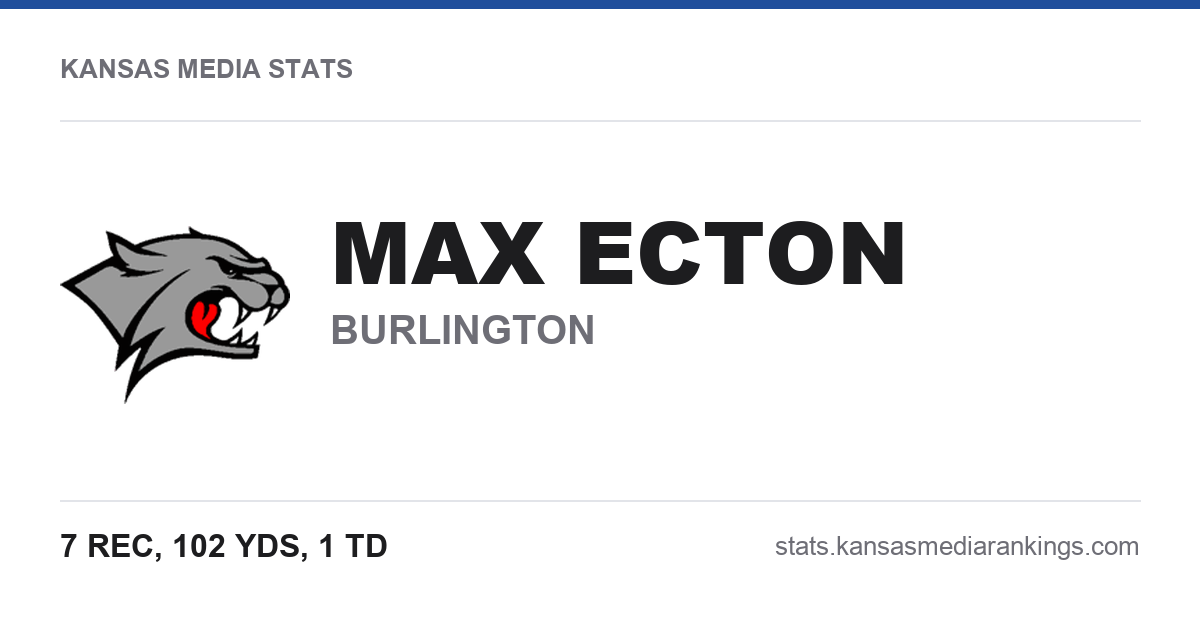 KANSAS MEDIA STATS
MAX ECTON
BURLINGTON
7 REC, 102 YDS, 1 TD
stats.kansasmediarankings.com